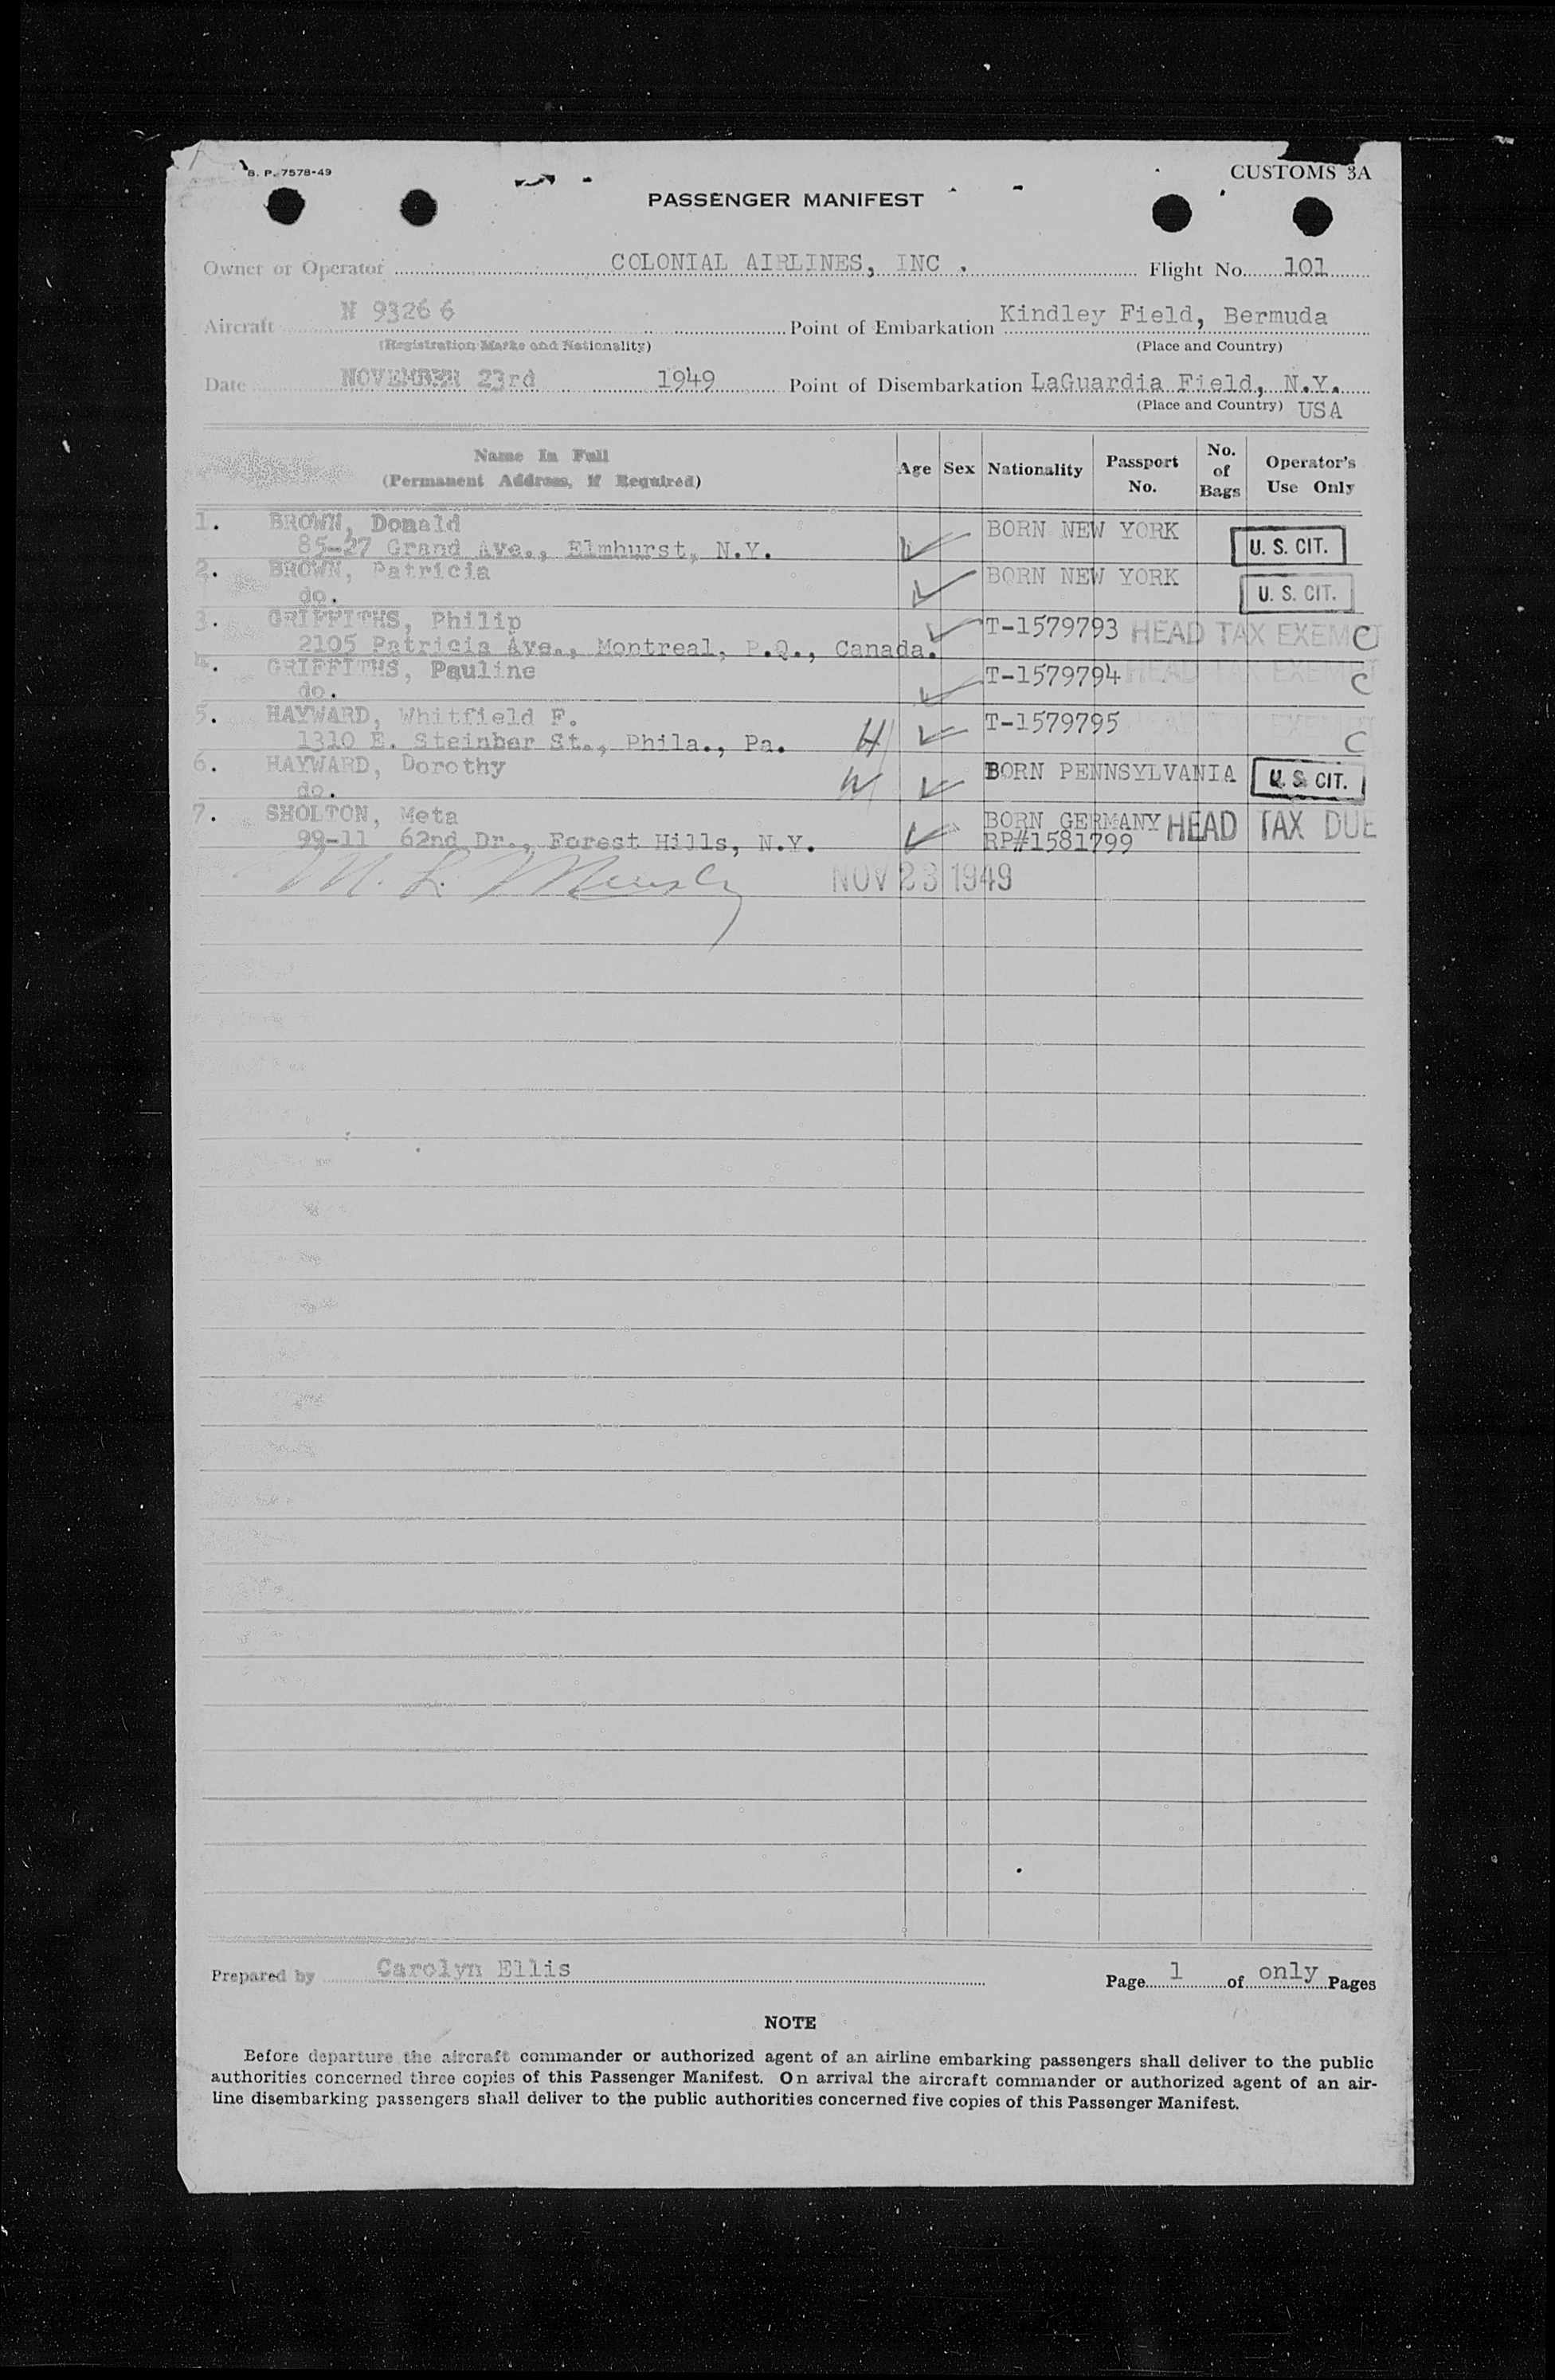 B. P. 7578-49
CUSTOMS 3A
PASSENGER MANIFEST
Owner or Operator COLONIAL AIRLINES, INC . Flight No. 101
Aircraft N 93266 Point of Embarkation Kindley Field, Bermuda
(Registration Marks and Nationality) (Place and Country)
Date NOVEMBER 23rd 1949 Point of Disembarkation LaGuardia Field, N.Y.
(Place and Country) USA
Name In Full (Permanent Address, If Required) Age Sex Nationality Passport No. No. of Bags Operator's Use Only
1. BROWN, Donald BORN NEW YORK U. S. CIT.
85-27 Grand Ave., Elmhurst, N.Y.
2. BROWN, Patricia BORN NEW YORK U. S. CIT.
do.
3. GRIFFITHS, Philip T-1579793 HEAD TAX EXEMPT C
2105 Patricia Ave., Montreal, P.Q., Canada.
4. GRIFFITHS, Pauline T-1579794 HEAD TAX EXEMPT C
do.
5. HAYWARD, Whitfield F. T-1579795 EXEMPT
1310 E. St., Phila., Pa. H C
6. HAYWARD, Dorothy BORN PENNSYLVANIA U. S. CIT.
do. W
7. SHOLTON, Meta BORN GERMANY HEAD TAX DUE
99-11 62nd Dr., Forest Hills, N.Y. RP#1581799
M. L. NOV 23 1949
Prepared by Carolyn Ellis Page 1 of only Pages
NOTE
Before departure the aircraft commander or authorized agent of an airline embarking passengers shall deliver to the public
authorities concerned three copies of this Passenger Manifest. On arrival the aircraft commander or authorized agent of an air-
line disembarking passengers shall deliver to the public authorities concerned five copies of this Passenger Manifest.